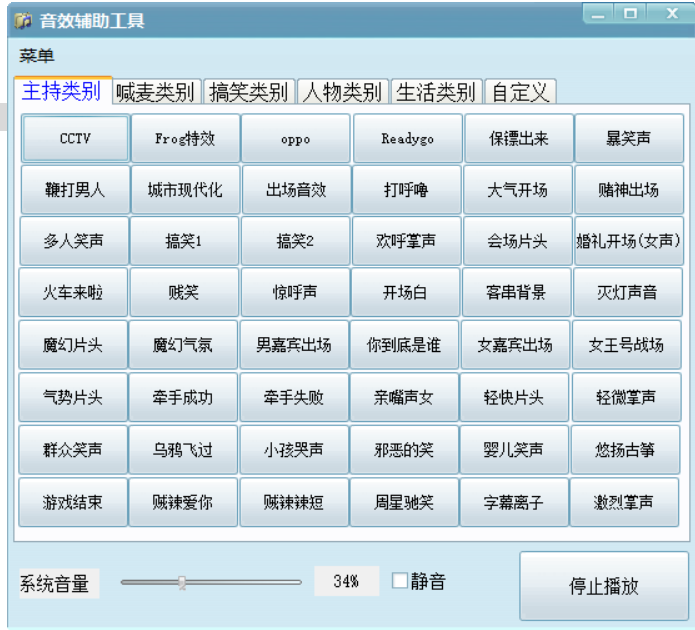 音效辅助工具
菜单
主持类别 喊麦类别 搞笑类别 人物类别 生活类别 自定义
CCTV Frog特效 oppo Readygo 保镖出来 暴笑声
鞭打男人 城市现代化 出场音效 打呼噜 大气开场 赌神出场
多人笑声 搞笑1 搞笑2 欢呼掌声 会场片头 婚礼开场(女声)
火车来啦 贱笑 惊呼声 开场白 客串背景 灭灯声音
魔幻片头 魔幻气氛 男嘉宾出场 你到底是谁 女嘉宾出场 女王号战场
气势片头 牵手成功 牵手失败 亲嘴声女 轻快片头 轻微掌声
群众笑声 乌鸦飞过 小孩哭声 邪恶的笑 婴儿笑声 悠扬古筝
游戏结束 贼辣爱你 贼辣辣短 周星驰笑 字幕离子 激烈掌声
系统音量 34% 静音 停止播放